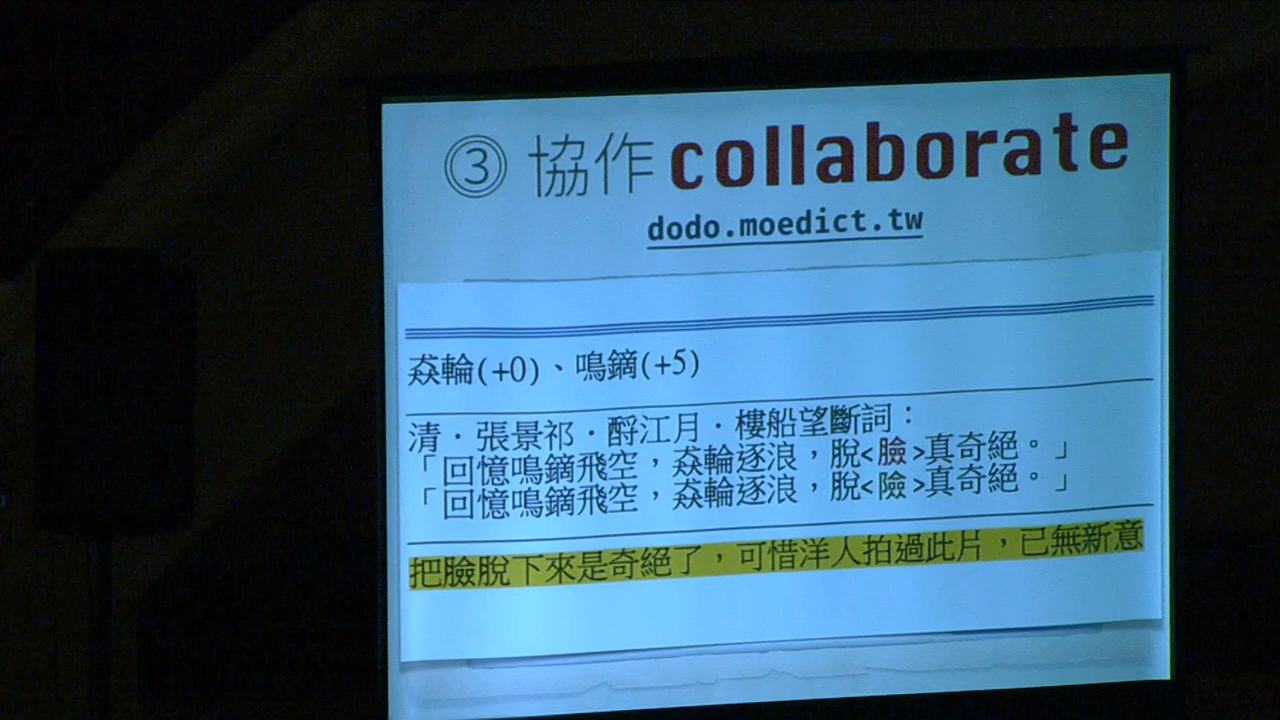 ③ 協作 collaborate
dodo.moedict.tw
猋輪(+0)、鳴鏑(+5)
清．張景祁．酹江月．樓船望斷詞：
「回憶鳴鏑飛空，猋輪逐浪，脫<臉>真奇絕。」
「回憶鳴鏑飛空，猋輪逐浪，脫<險>真奇絕。」
把臉脫下來是奇絕了，可惜洋人拍過此片，已無新意